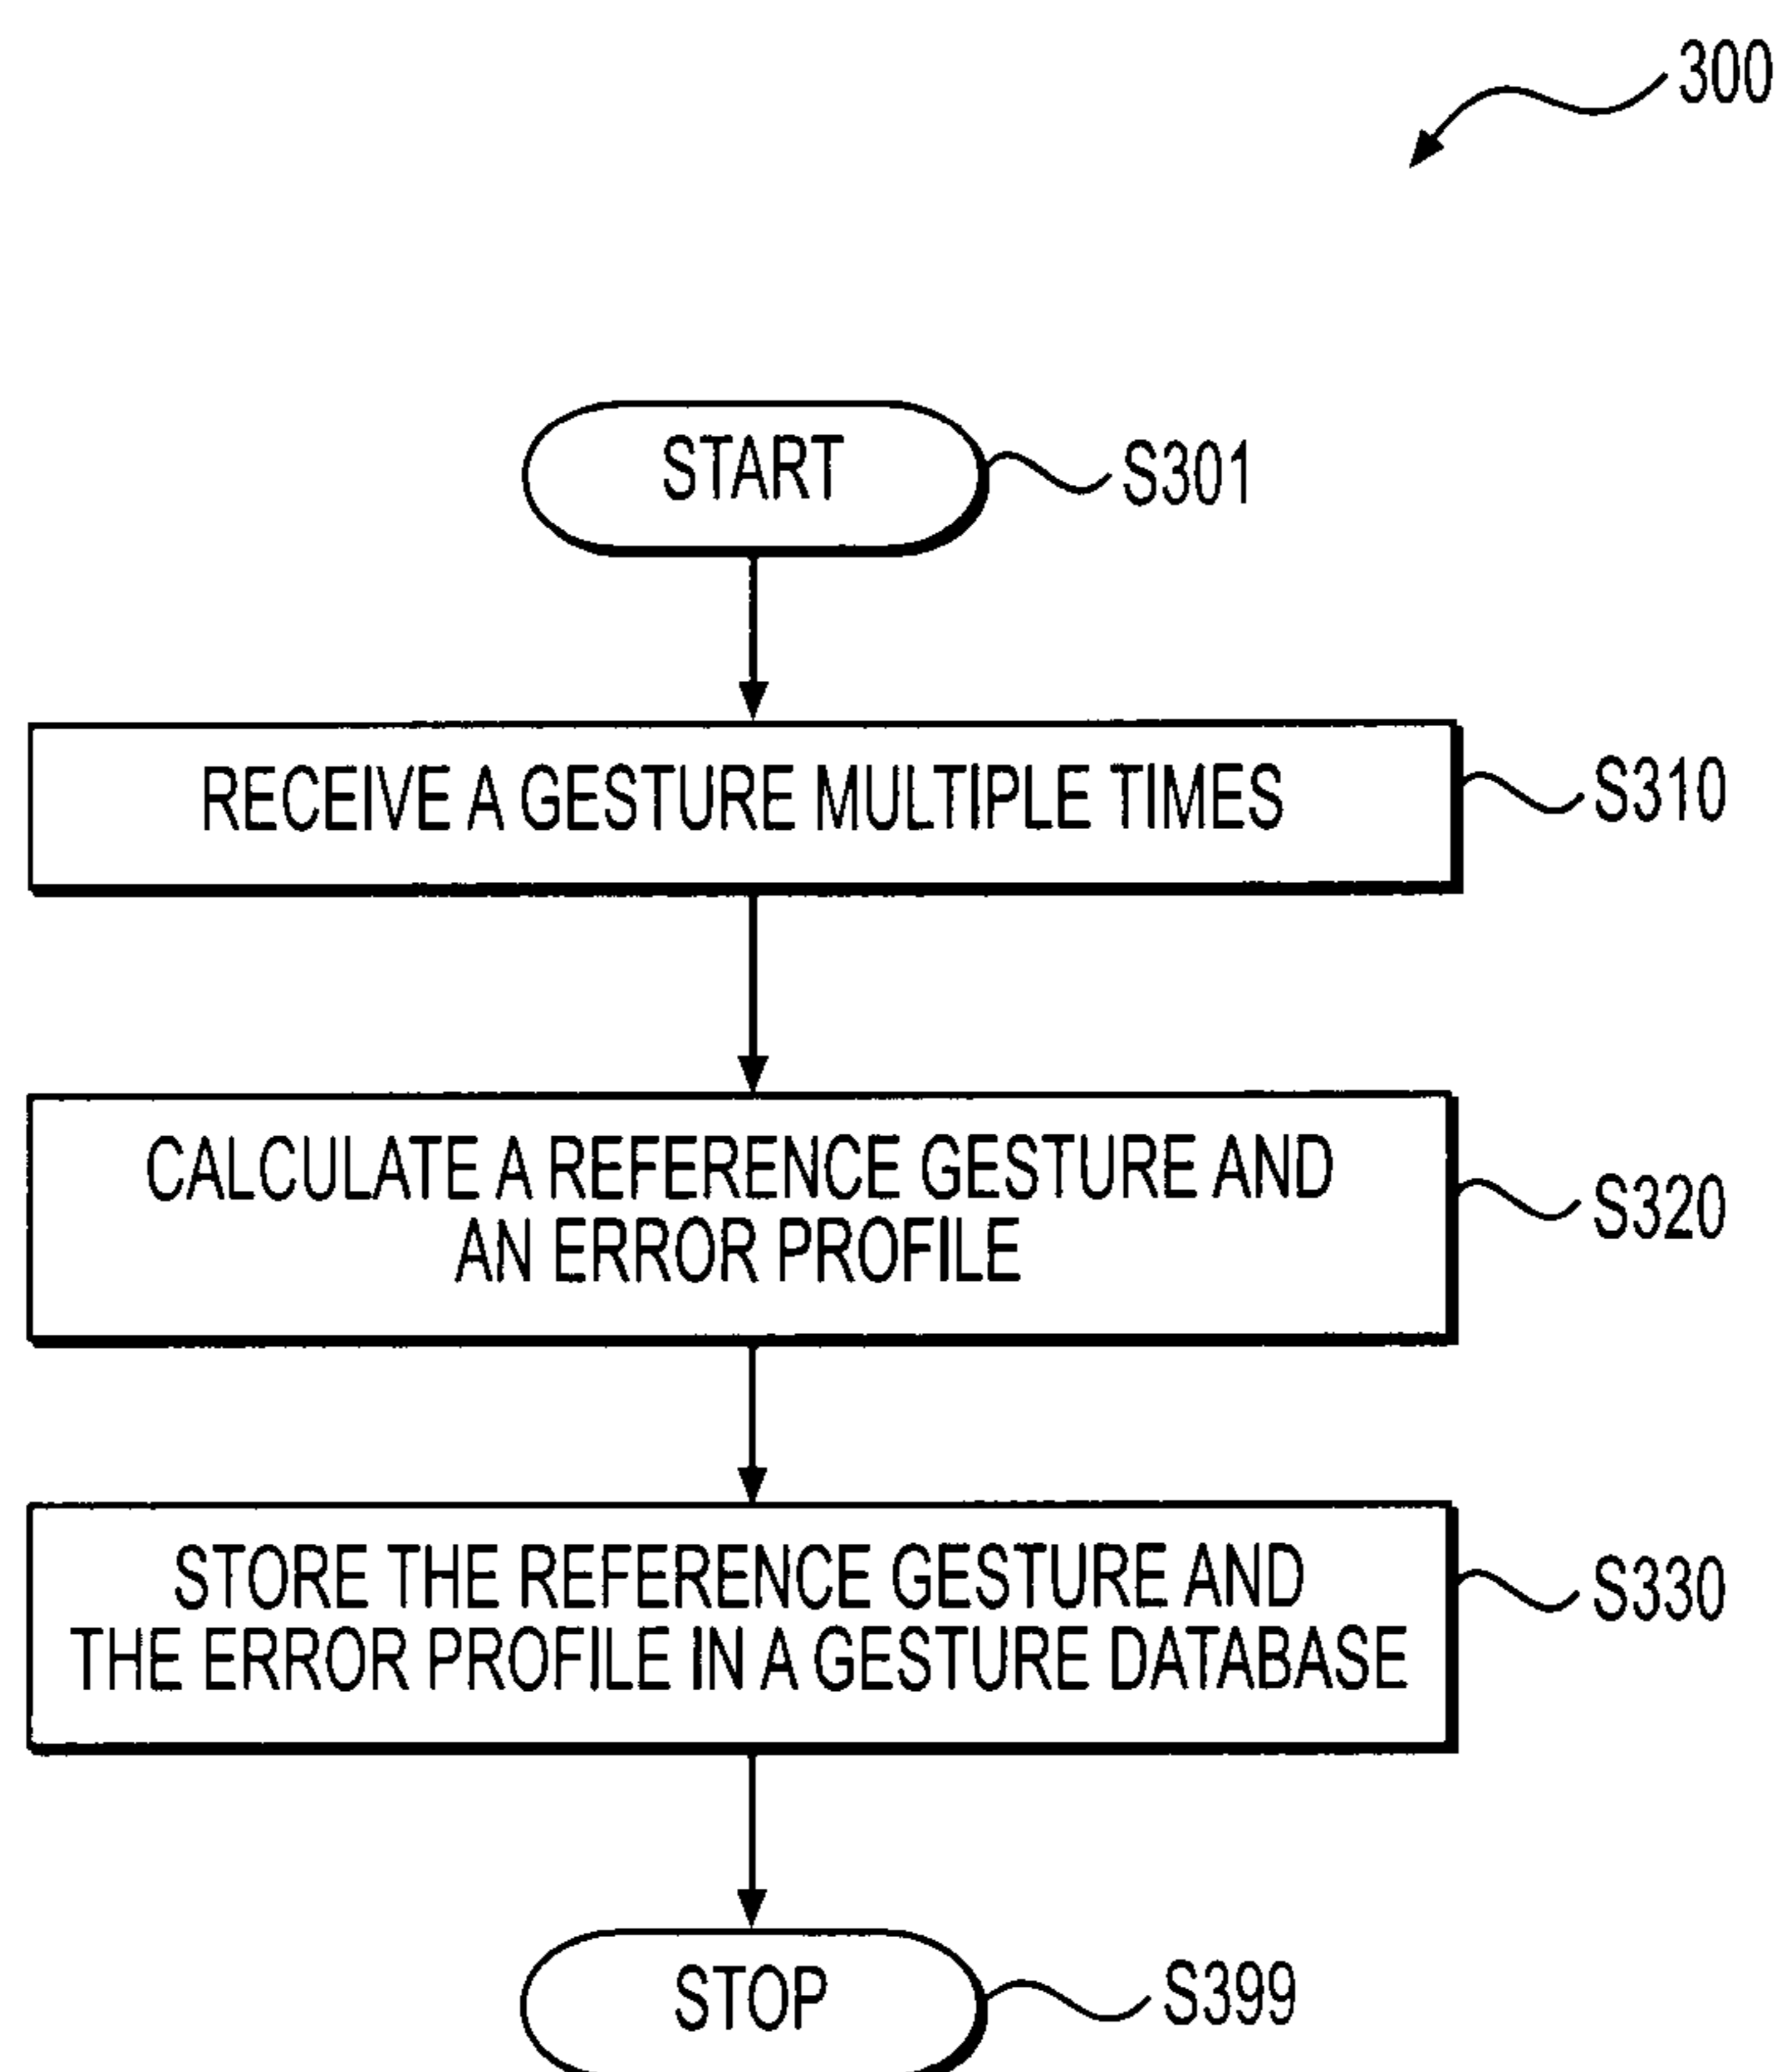 300
START
S301
RECEIVE A GESTURE MULTIPLE TIMES
S310
CALCULATE A REFERENCE GESTURE AND
AN ERROR PROFILE
S320
STORE THE REFERENCE GESTURE AND
THE ERROR PROFILE IN A GESTURE DATABASE
S330
STOP
S399